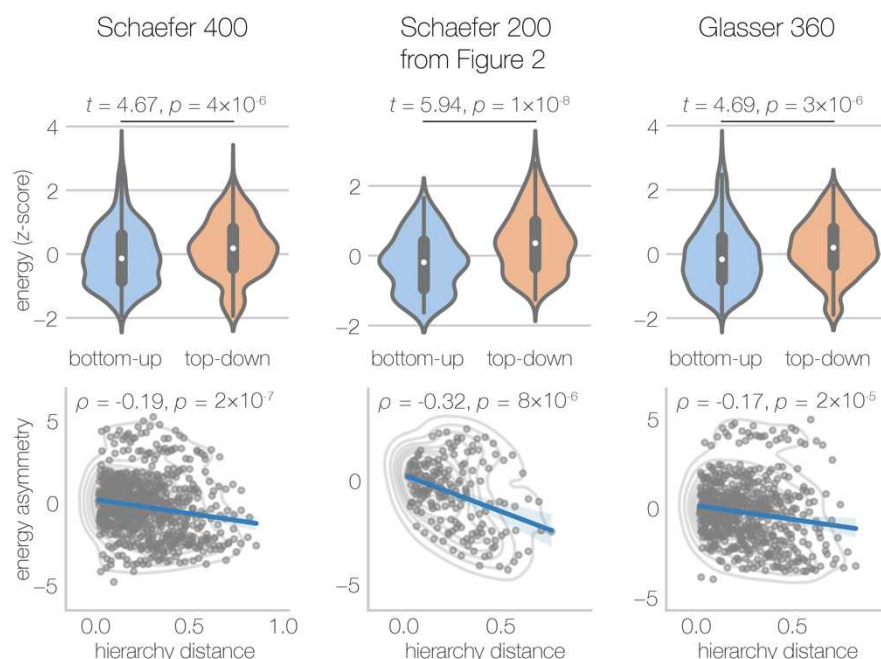 Schaefer 400
Schaefer 200
from Figure 2
Glasser 360
t = 4.67, p = 4×10⁻⁶
t = 5.94, p = 1×10⁻⁸
t = 4.69, p = 3×10⁻⁶
energy (z-score)
4
2
0
−2
2
0
−2
4
2
0
−2
bottom-up top-down
bottom-up top-down
bottom-up top-down
ρ = -0.19, p = 2×10⁻⁷
ρ = -0.32, p = 8×10⁻⁶
ρ = -0.17, p = 2×10⁻⁵
energy asymmetry
5
0
−5
0
−5
5
0
−5
0.0 0.5 1.0
0.0 0.5
0.0 0.5
hierarchy distance
hierarchy distance
hierarchy distance